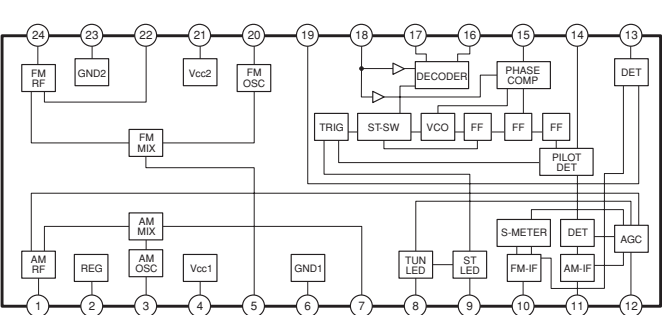 24 23 22 21 20 19 18 17 16 15 14 13
FM
RF
GND2
Vcc2
FM
OSC
DECODER
PHASE
COMP
DET
TRIG
ST-SW
VCO
FF
FF
FF
FM
MIX
PILOT
DET
AM
MIX
S-METER
DET
AGC
AM
RF
REG
AM
OSC
Vcc1
GND1
TUN
LED
ST
LED
FM-IF
AM-IF
1 2 3 4 5 6 7 8 9 10 11 12